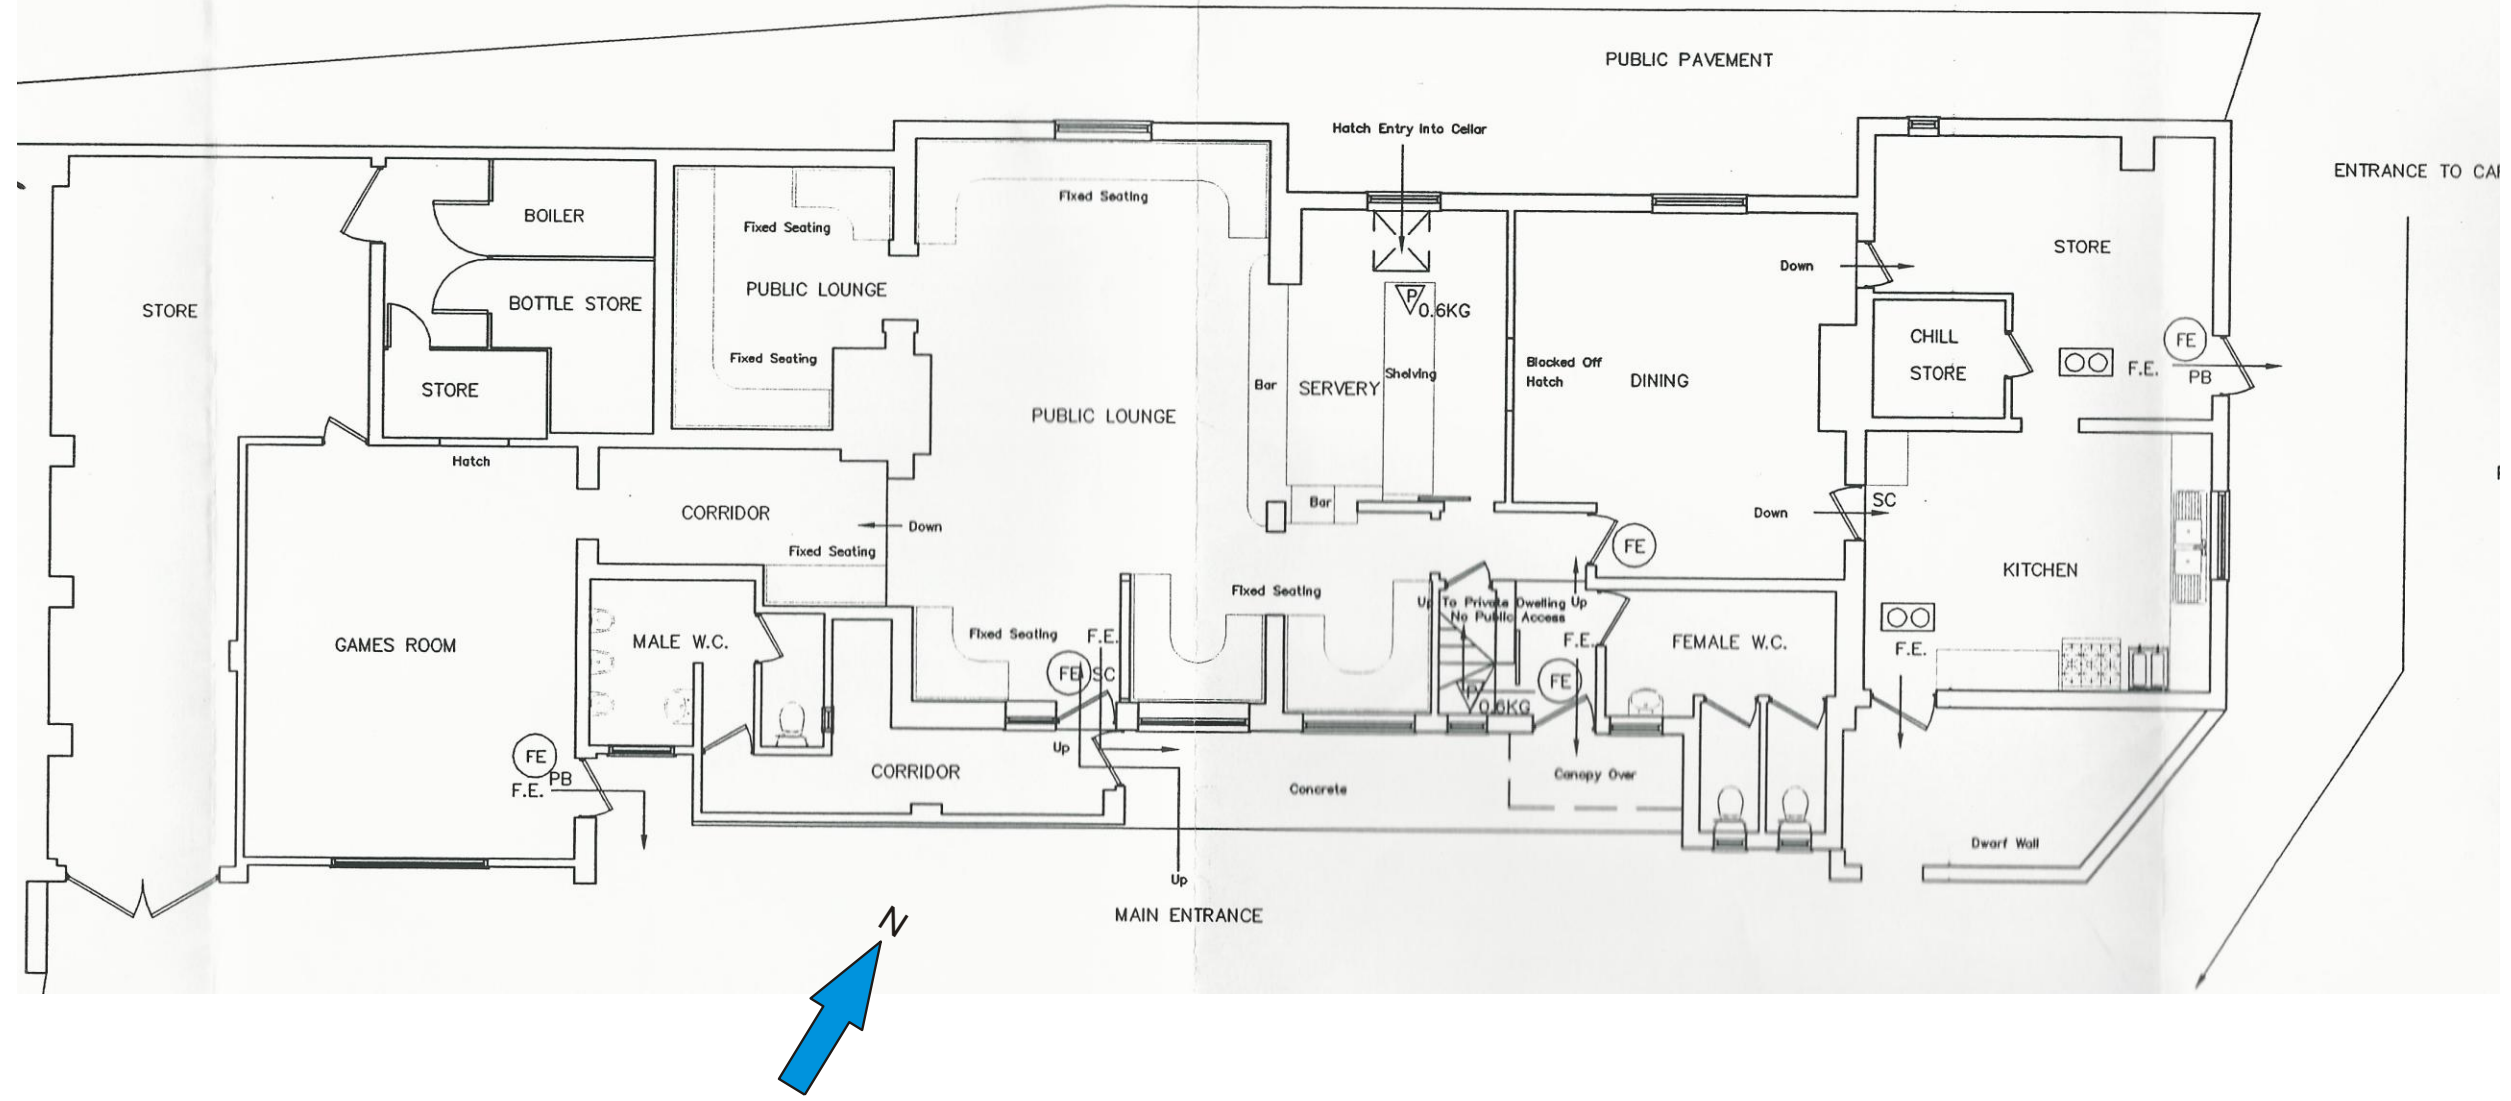 PUBLIC PAVEMENT
Hatch Entry Into Cellar
ENTRANCE TO CAR
Fixed Seating
BOILER
Fixed Seating
STORE
Down
PUBLIC LOUNGE
BOTTLE STORE
STORE
P
0.6KG
CHILL
STORE
FE
F.E.
PB
Fixed Seating
Blocked Off
Hatch
Shelving
DINING
Bar
SERVERY
STORE
PUBLIC LOUNGE
Hatch
SC
Bar
CORRIDOR
Down
Down
FE
Fixed Seating
KITCHEN
Fixed Seating
Up To Private Dwelling
No Public Access
Up
Fixed Seating
F.E.
F.E.
FEMALE W.C.
GAMES ROOM
MALE W.C.
F.E.
FE
SC
FE
P
0.6KG
Up
FE
PB
F.E.
CORRIDOR
Canopy Over
Concrete
Dwarf Wall
Up
MAIN ENTRANCE
N